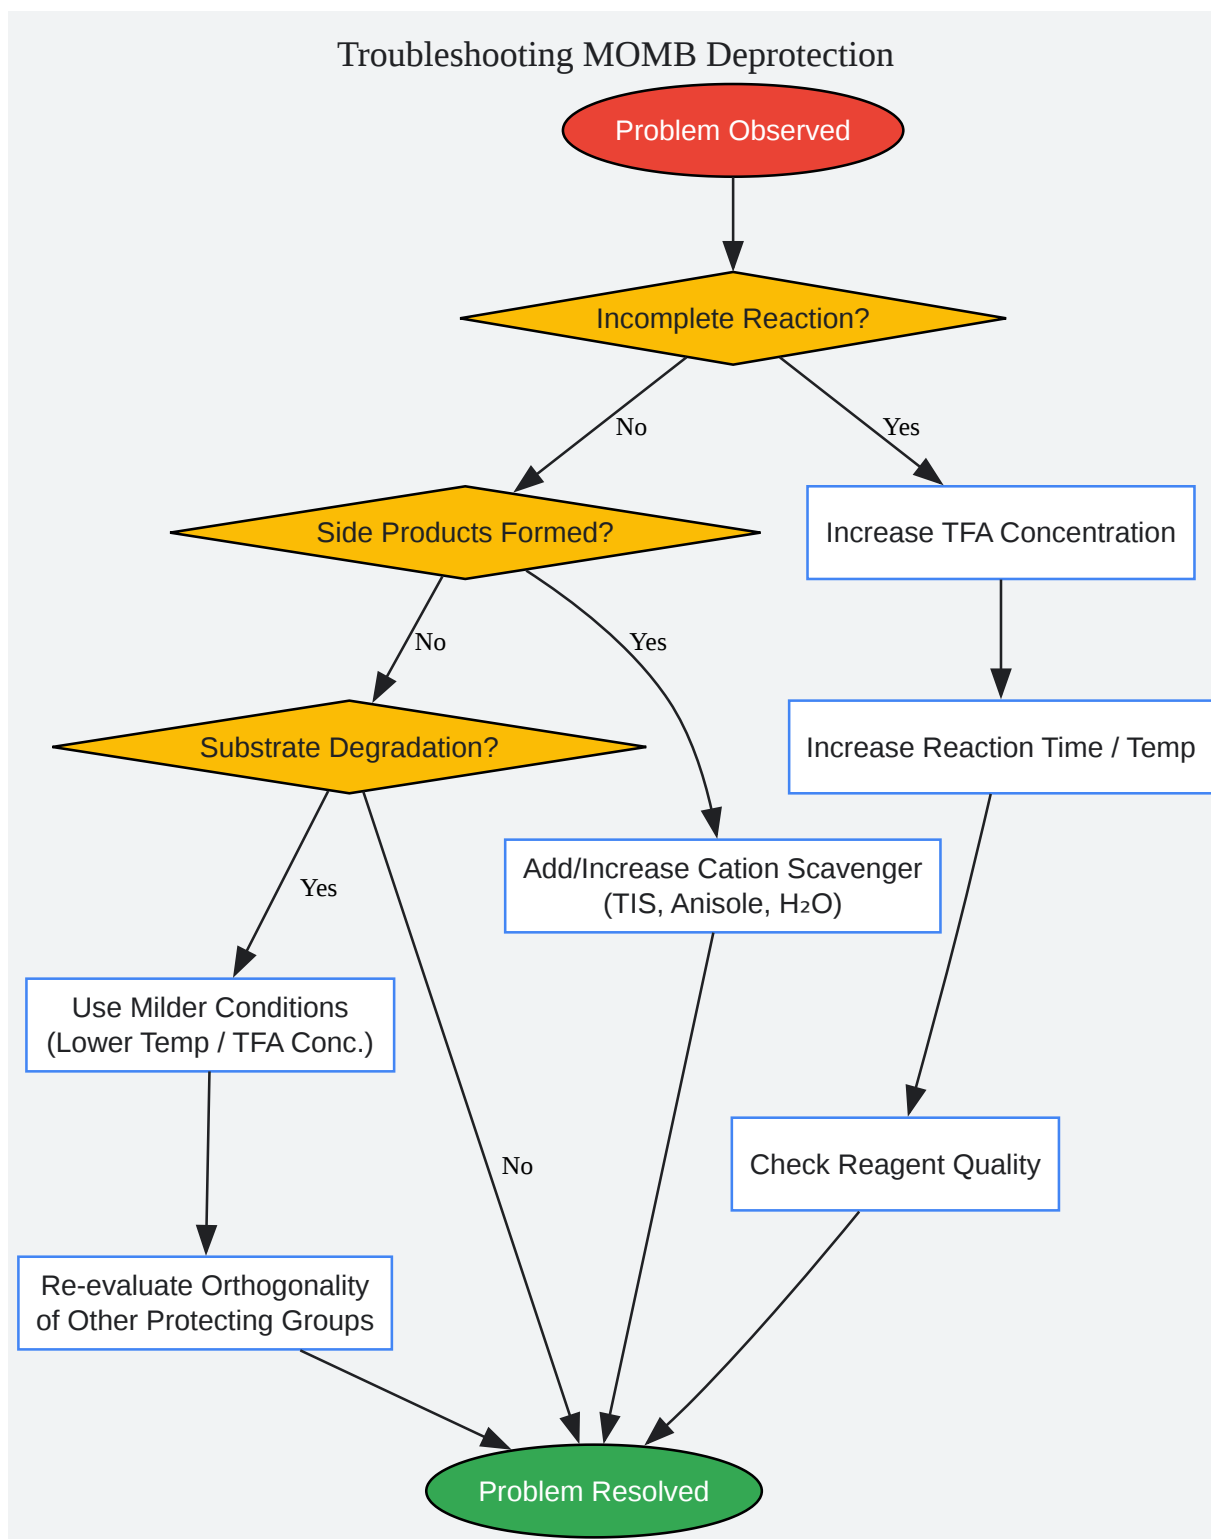 Troubleshooting MOMB Deprotection
Problem Observed
Incomplete Reaction?
No
Yes
Side Products Formed?
Increase TFA Concentration
No
Yes
Substrate Degradation?
Increase Reaction Time / Temp
Add/Increase Cation Scavenger
(TIS, Anisole, H₂O)
Yes
Use Milder Conditions
(Lower Temp / TFA Conc.)
No
Check Reagent Quality
Re-evaluate Orthogonality
of Other Protecting Groups
Problem Resolved